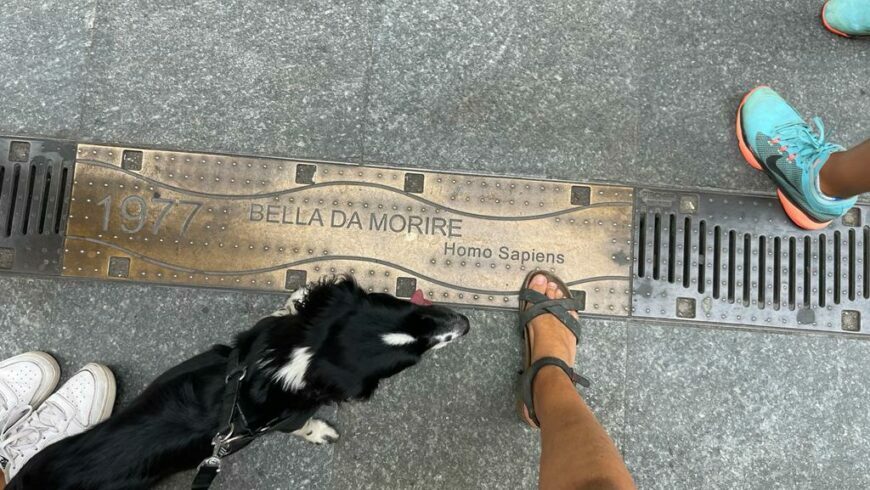 1977
BELLA DA MORIRE
Homo Sapiens